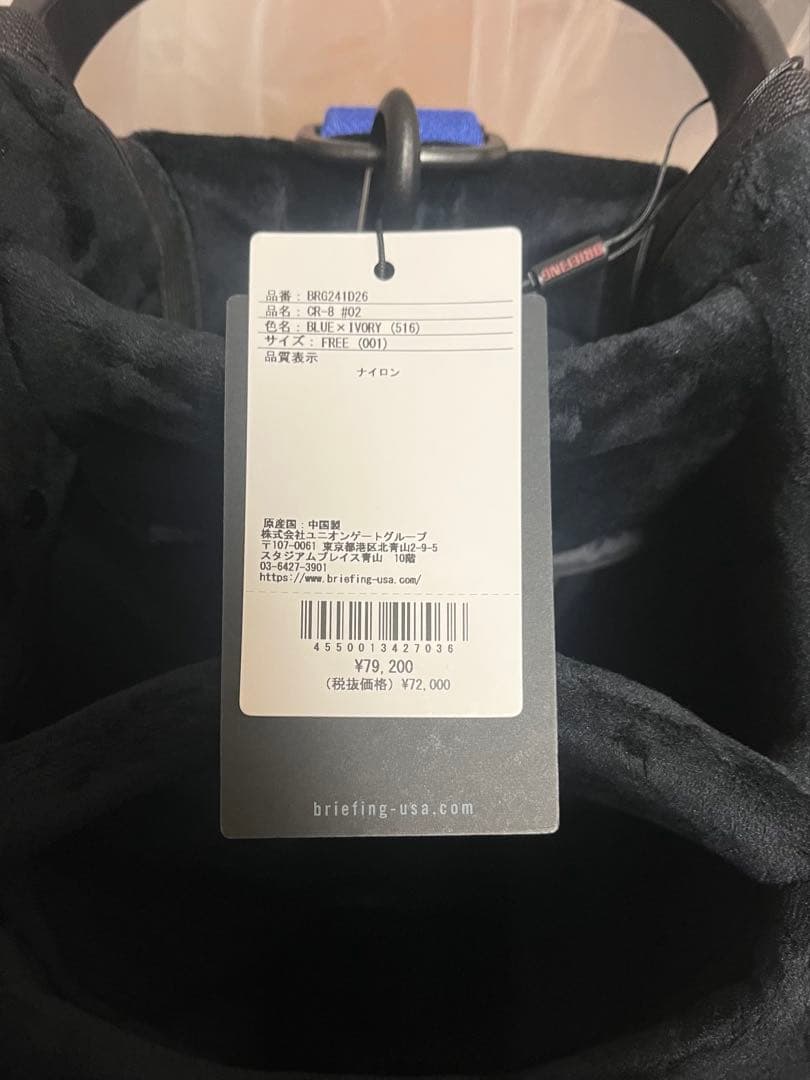 BRIEFING
品番：BRG241D26
品名：CR-8 #02
色名：BLUE×IVORY (516)
サイズ：FREE (001)
品質表示
ナイロン
原産国：中国製
株式会社ユニオンゲートグループ
〒107-0061 東京都港区北青山2-9-5
スタジアムプレイス青山 10階
03-6427-3901
https://www.briefing-usa.com/
4550013427036
¥79,200
(税抜価格) ¥72,000
briefing-usa.com